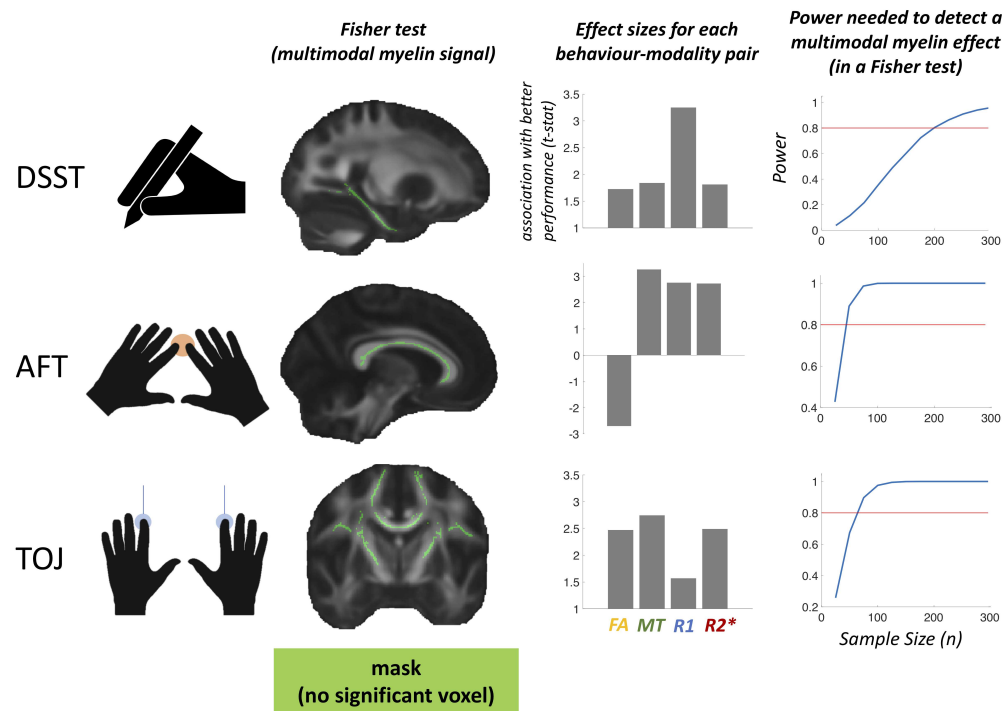 Fisher test
(multimodal myelin signal)
Effect sizes for each
behaviour-modality pair
Power needed to detect a
multimodal myelin effect
(in a Fisher test)
DSST
association with better
performance (t-stat)
3.5
3
2.5
2
1.5
1
Power
1
0.8
0.6
0.4
0.2
0
0
100
200
300
AFT
3
2
1
0
-1
-2
-3
1
0.8
0.6
0.4
0
100
200
300
TOJ
3.5
3
2.5
2
1.5
1
FA MT R1 R2*
1
0.8
0.6
0.4
0.2
0
100
200
300
Sample Size (n)
mask
(no significant voxel)